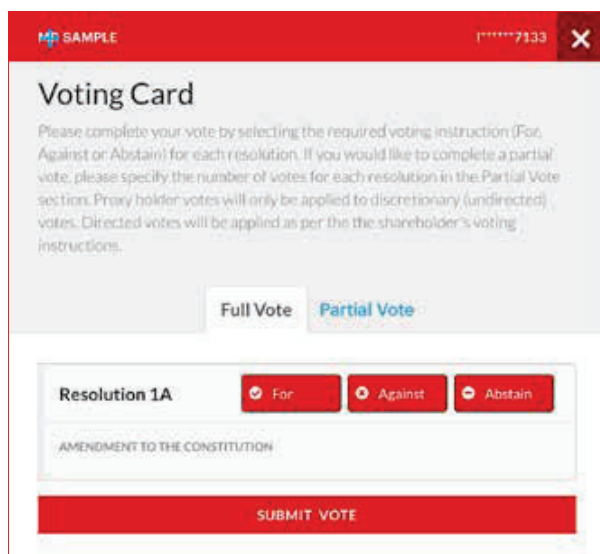 MR SAMPLE
I******7133
Voting Card
Please complete your vote by selecting the required voting instruction (For,
Against or Abstain) for each resolution. If you would like to complete a partial
vote, please specify the number of votes for each resolution in the Partial Vote
section. Proxy holder votes will only be applied to discretionary (undirected)
votes. Directed votes will be applied as per the the shareholder's voting
instructions.
Full Vote Partial Vote
Resolution 1A For Against Abstain
AMENDMENT TO THE CONSTITUTION
SUBMIT VOTE